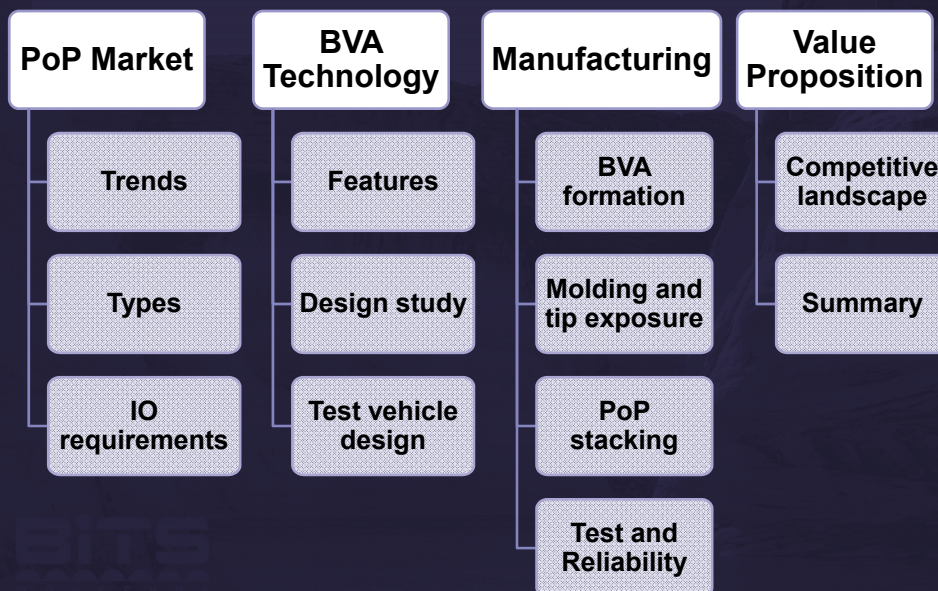 PoP Market
Trends
Types
IO
requirements
BVA
Technology
Features
Design study
Test vehicle
design
Manufacturing
BVA
formation
Molding and
tip exposure
PoP
stacking
Test and
Reliability
Value
Proposition
Competitive
landscape
Summary
BiTS